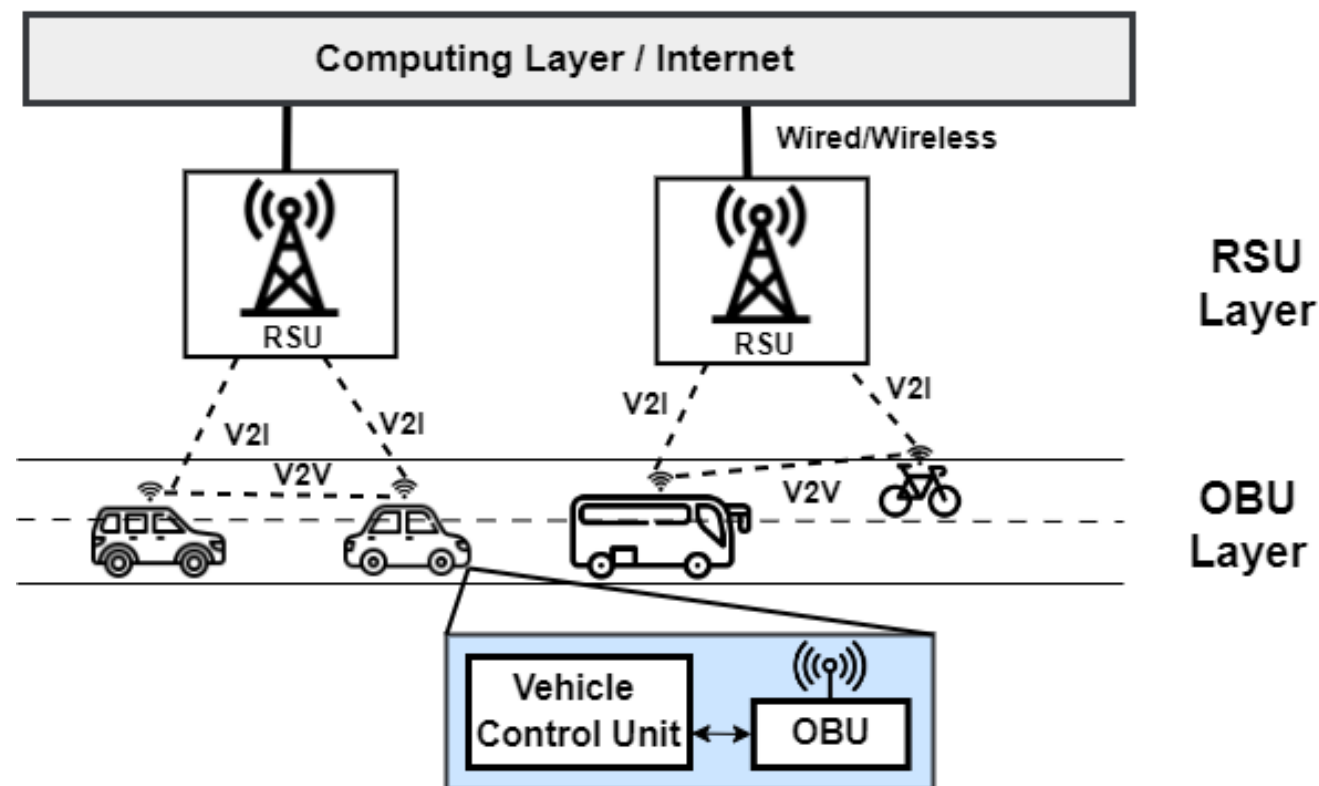 Computing Layer / Internet
Wired/Wireless
RSU
RSU
RSU
Layer
V2I
V2I
V2I
V2I
V2V
V2V
OBU
Layer
Vehicle
Control Unit
OBU